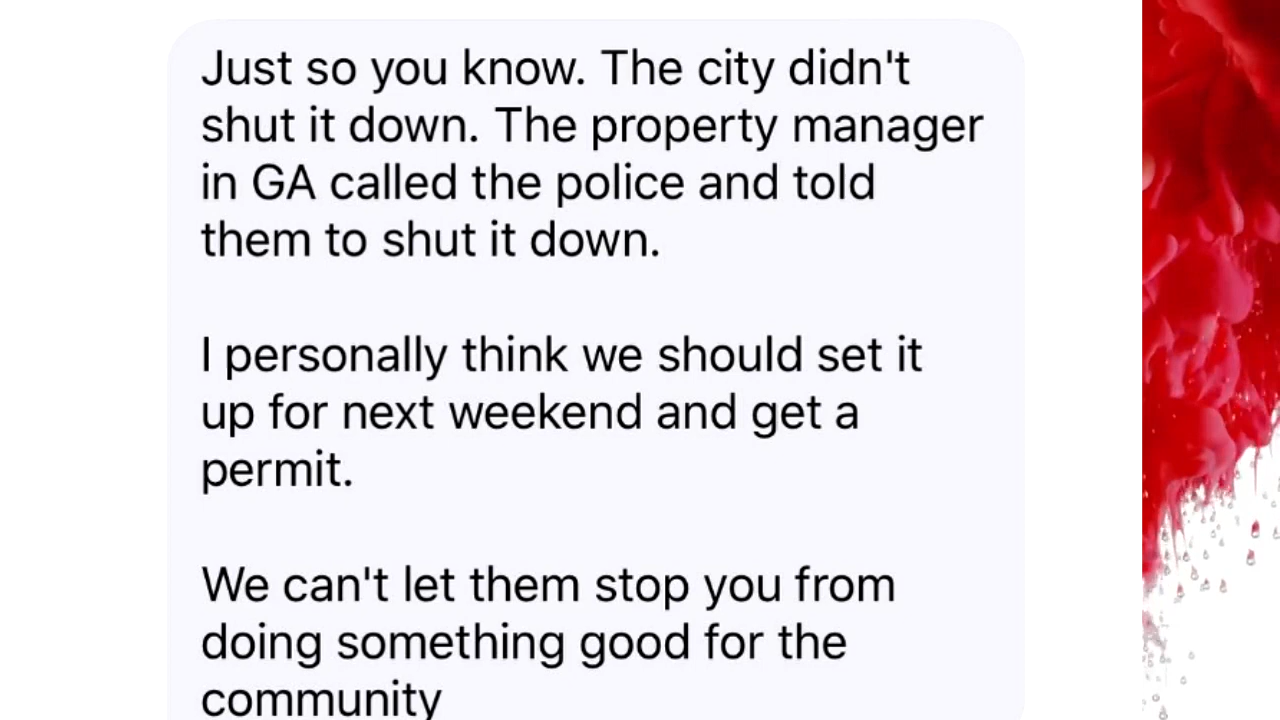 Just so you know. The city didn't
shut it down. The property manager
in GA called the police and told
them to shut it down.
I personally think we should set it
up for next weekend and get a
permit.
We can't let them stop you from
doing something good for the
community